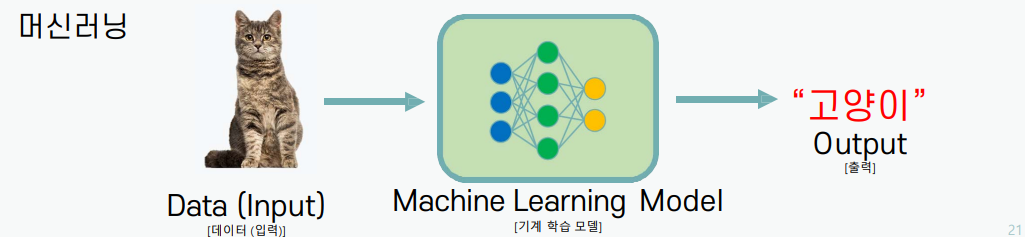 머신러닝
“고양이”
Output
[출력]
Data (Input)
[데이터 (입력)]
Machine Learning Model
[기계 학습 모델]
21